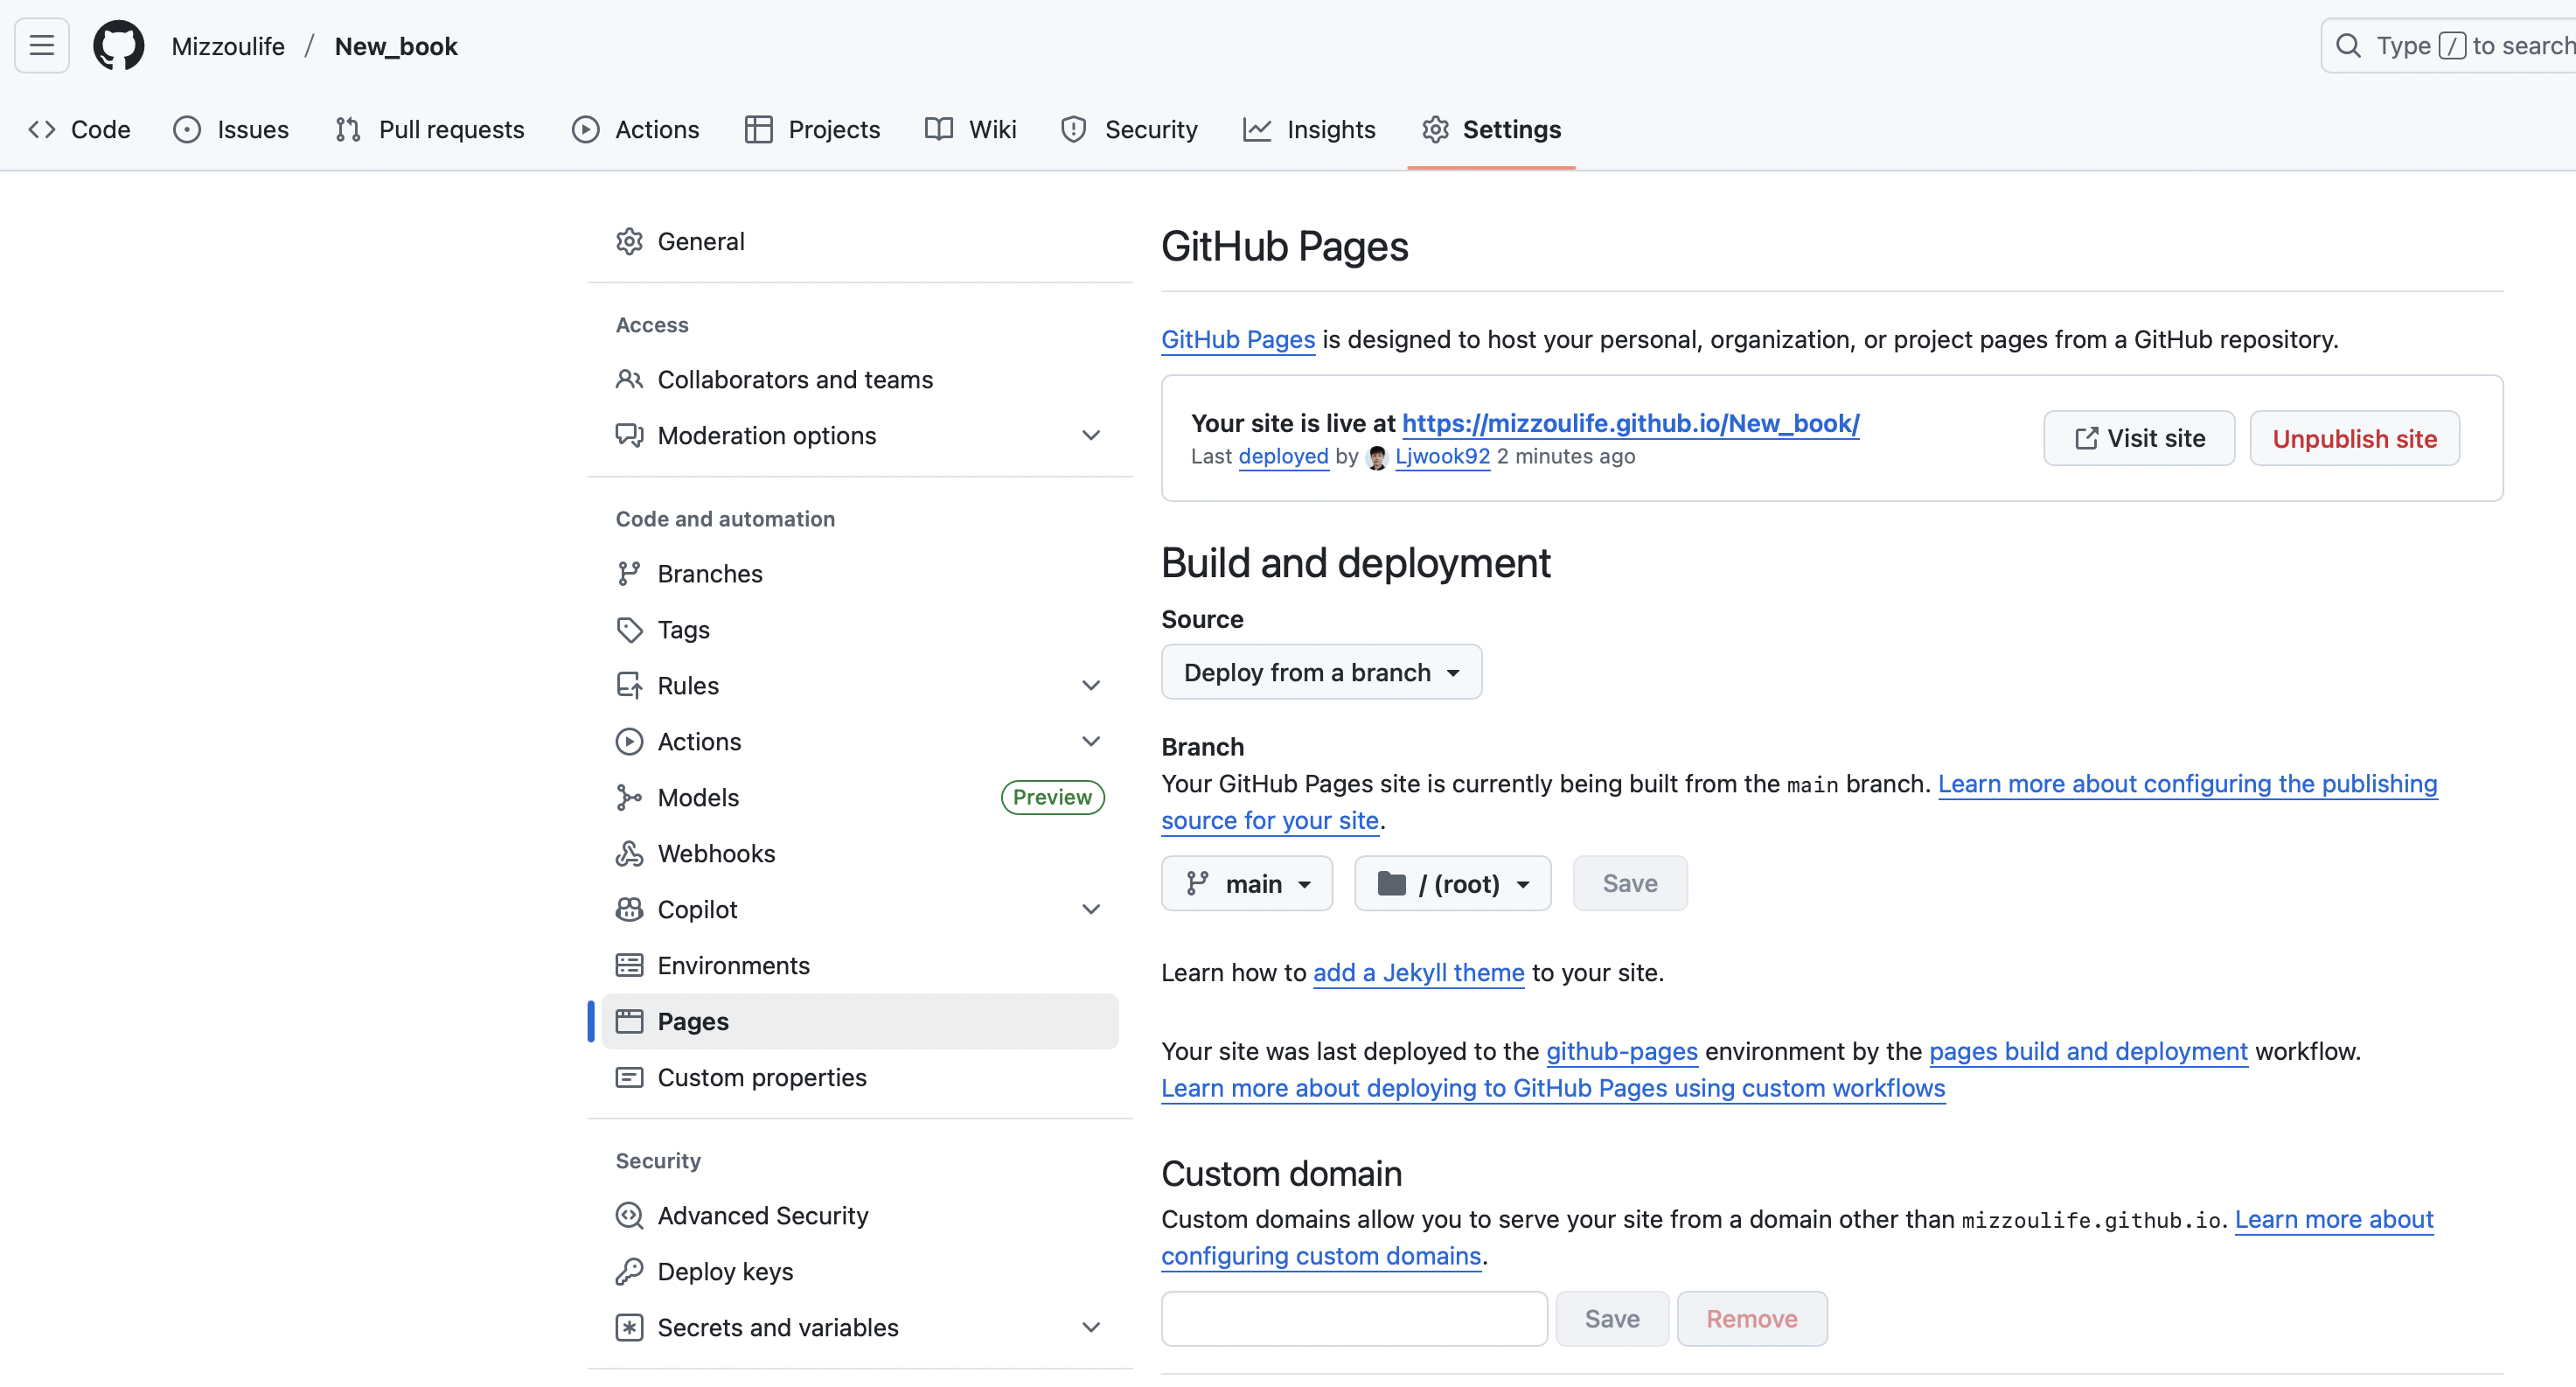 Mizzoulife / New_book
Type / to search
Code Issues Pull requests Actions Projects Wiki Security Insights Settings
General
Access
Collaborators and teams
Moderation options
Code and automation
Branches
Tags
Rules
Actions
Models Preview
Webhooks
Copilot
Environments
Pages
Custom properties
Security
Advanced Security
Deploy keys
Secrets and variables
GitHub Pages
GitHub Pages is designed to host your personal, organization, or project pages from a GitHub repository.
Your site is live at https://mizzoulife.github.io/New_book/
Last deployed by Ljwook92 2 minutes ago
Visit site
Unpublish site
Build and deployment
Source
Deploy from a branch
Branch
Your GitHub Pages site is currently being built from the main branch. Learn more about configuring the publishing
source for your site.
main / (root) Save
Learn how to add a Jekyll theme to your site.
Your site was last deployed to the github-pages environment by the pages build and deployment workflow.
Learn more about deploying to GitHub Pages using custom workflows
Custom domain
Custom domains allow you to serve your site from a domain other than mizzoulife.github.io. Learn more about
configuring custom domains.
Save Remove